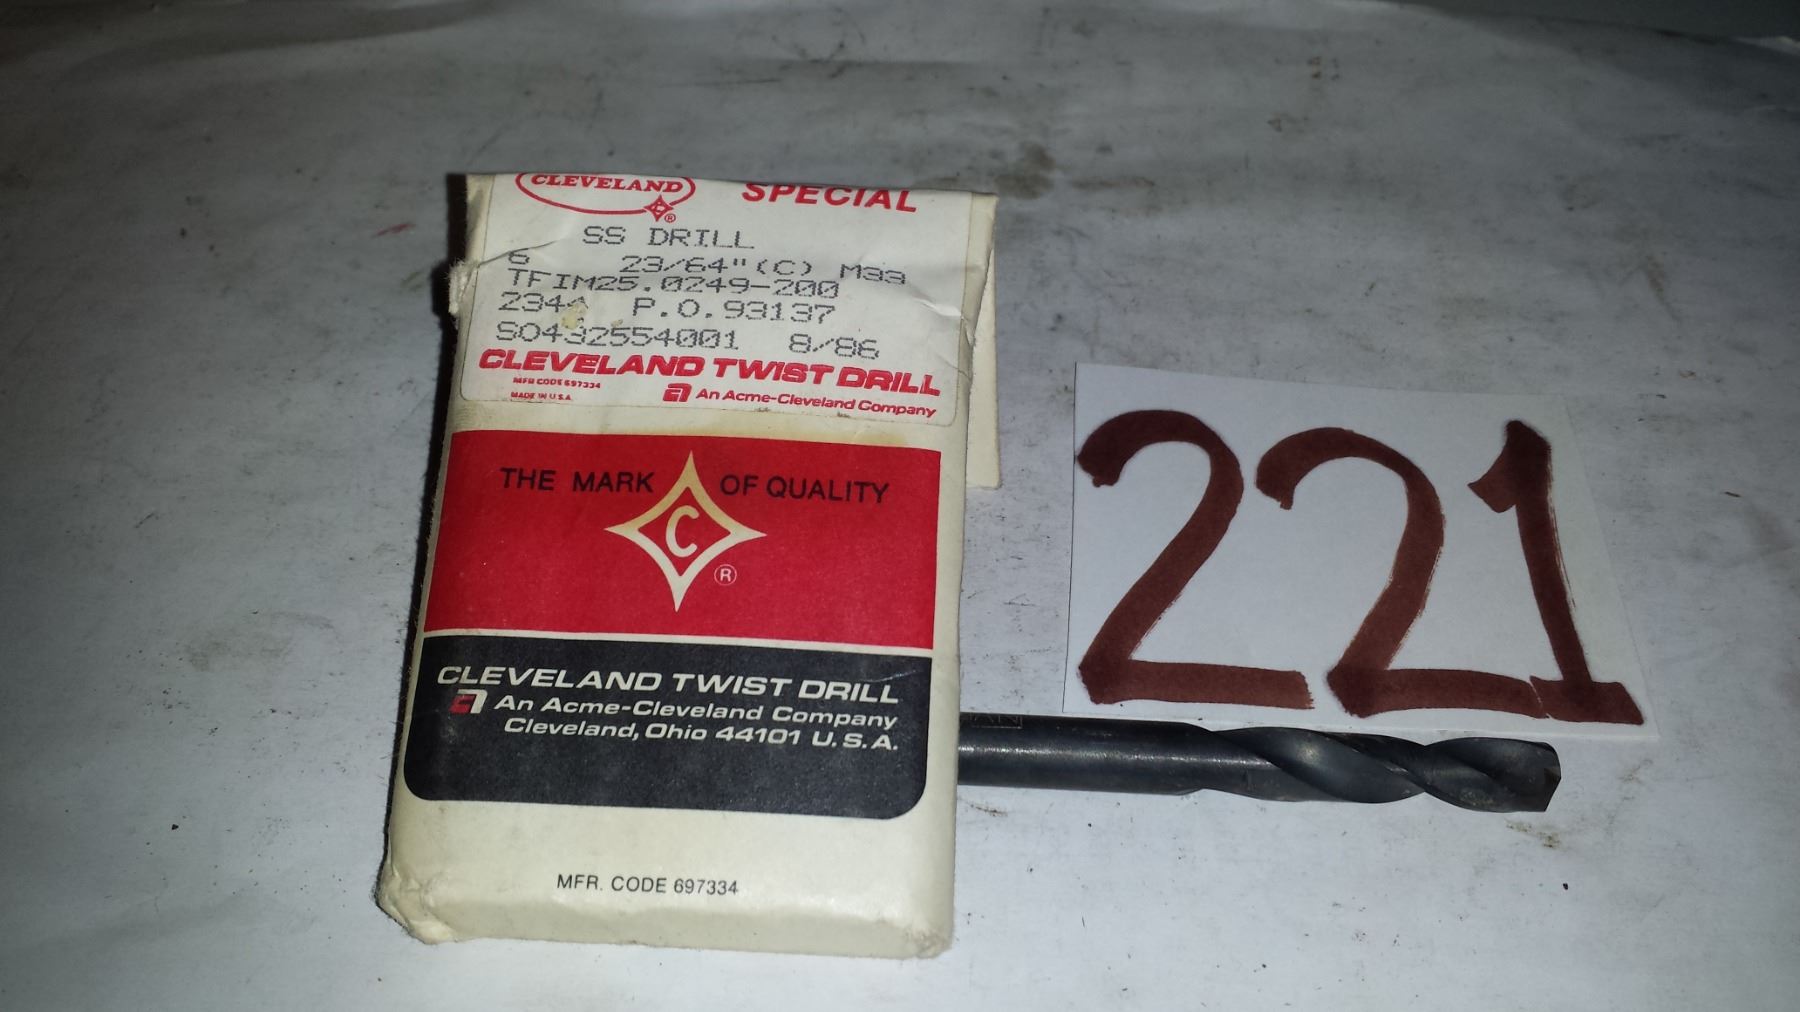 CLEVELAND SPECIAL
®
SS DRILL
6 23/64"(C) M33
TFIM25.0249-200
2344 P.O.93137
SO432554001 8/86
CLEVELAND TWIST DRILL
MFR CODE 697334
An Acme-Cleveland Company
MADE IN U.S.A.
THE MARK OF QUALITY
C
®
CLEVELAND TWIST DRILL
An Acme-Cleveland Company
Cleveland, Ohio 44101 U.S.A.
MFR. CODE 697334
221